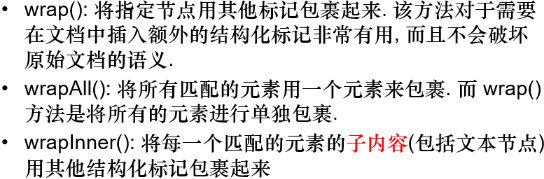 • wrap(): 将指定节点用其他标记包裹起来. 该方法对于需要
在文档中插入额外的结构化标记非常有用, 而且不会破坏
原始文档的语义.
• wrapAll(): 将所有匹配的元素用一个元素来包裹. 而 wrap()
方法是将所有的元素进行单独包裹.
• wrapInner(): 将每一个匹配的元素的子内容(包括文本节点)
用其他结构化标记包裹起来